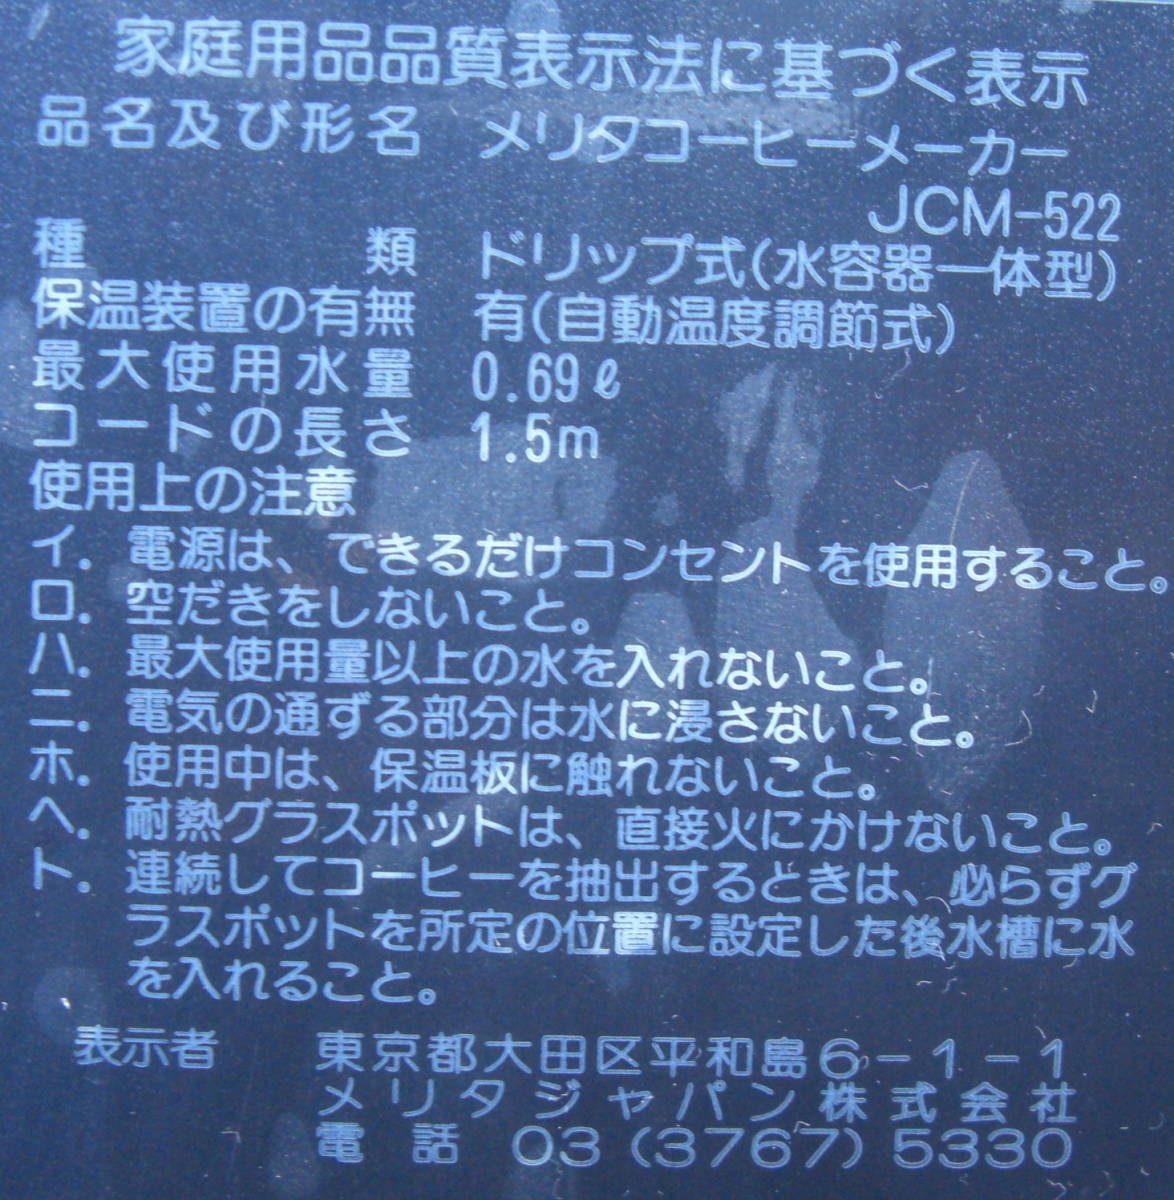 家庭用品品質表示法に基づく表示
品名及び形名 メリタコーヒーメーカー
JCM-522
種類 ドリップ式(水容器一体型)
保温装置の有無 有(自動温度調節式)
最大使用水量 0.69ℓ
コードの長さ 1.5m
使用上の注意
イ. 電源は、できるだけコンセントを使用すること。
ロ. 空だきをしないこと。
ハ. 最大使用量以上の水を入れないこと。
ニ. 電気の通ずる部分は水に浸さないこと。
ホ. 使用中は、保温板に触れないこと。
ヘ. 耐熱グラスポットは、直接火にかけないこと。
ト. 連続してコーヒーを抽出するときは、必らずグ
ラスポットを所定の位置に設定した後水槽に水
を入れること。
表示者 東京都大田区平和島6-1-1
メリタジャパン株式会社
電話 03(3767)5330